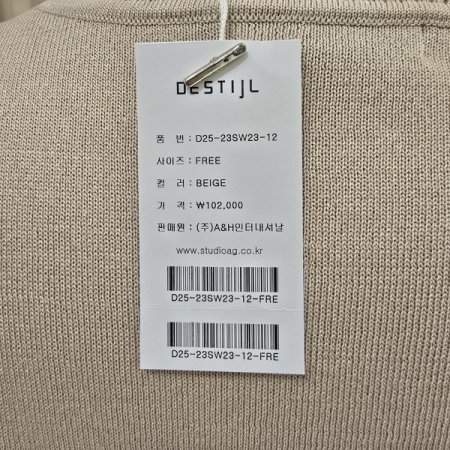 DESTIJL
품 번 : D25-23SW23-12
사이즈 : FREE
컬 러 : BEIGE
가 격 : ₩102,000
판매원 : (주)A&H인터내셔날
www.studioag.co.kr
D25-23SW23-12-FRE
D25-23SW23-12-FRE